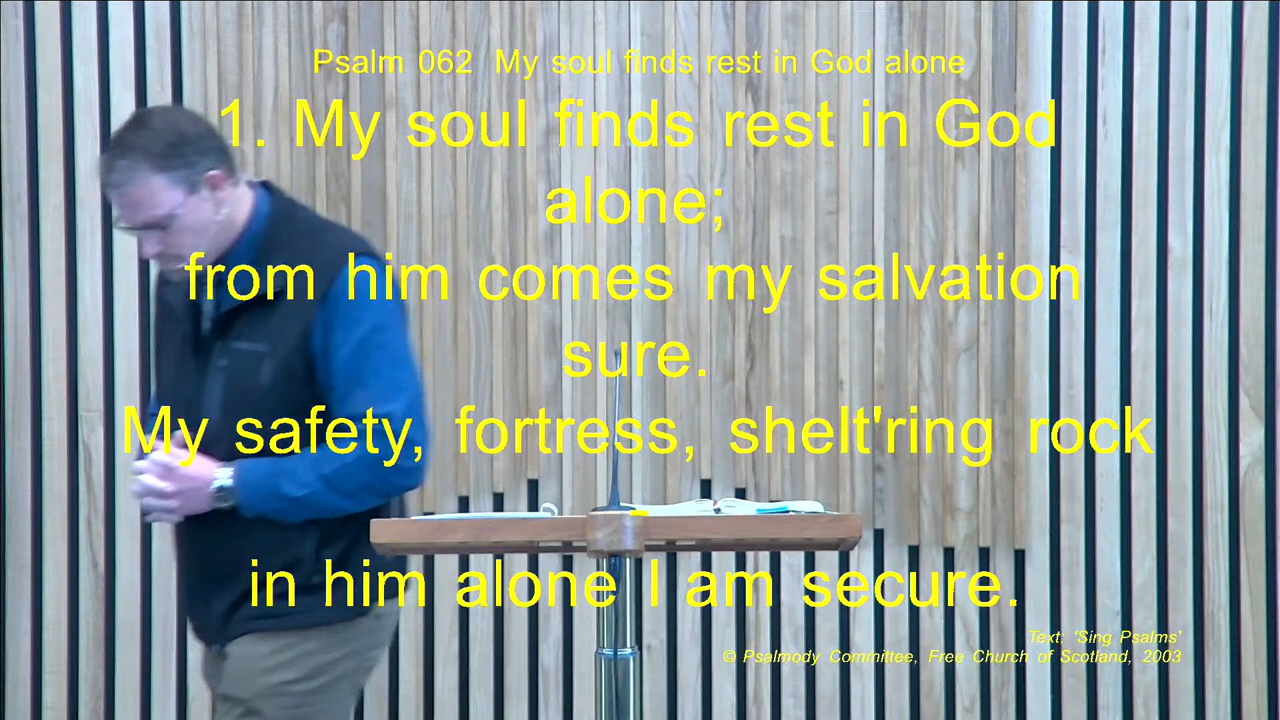 Psalm 062 My soul finds rest in God alone
1. My soul finds rest in God
alone;
from him comes my salvation
sure.
My safety, fortress, shelt'ring rock
in him alone I am secure.
Text: 'Sing Psalms'
© Psalmody Committee, Free Church of Scotland, 2003